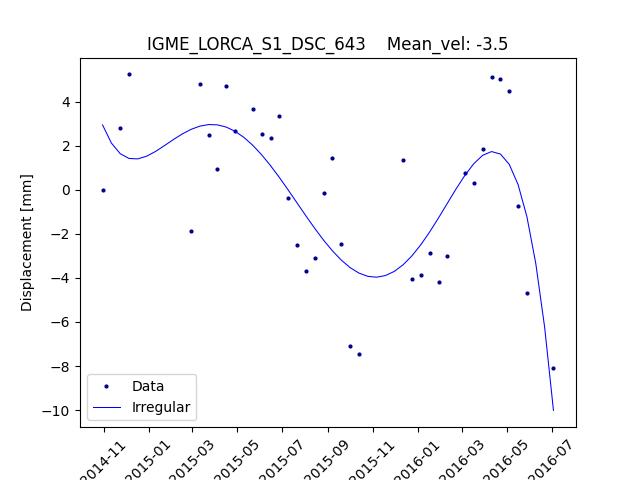 IGME_LORCA_S1_DSC_643    Mean_vel: -3.5
Displacement [mm]
4
2
0
−2
−4
−6
−8
−10
Data
Irregular
2014-11 2015-01 2015-03 2015-05 2015-07 2015-09 2015-11 2016-01 2016-03 2016-05 2016-07